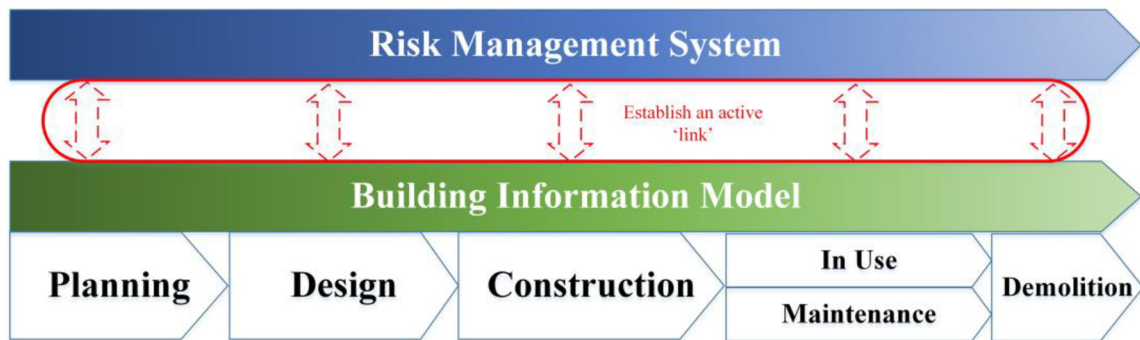 Risk Management System
Establish an active
‘link’
Building Information Model
Planning
Design
Construction
In Use
Maintenance
Demolition